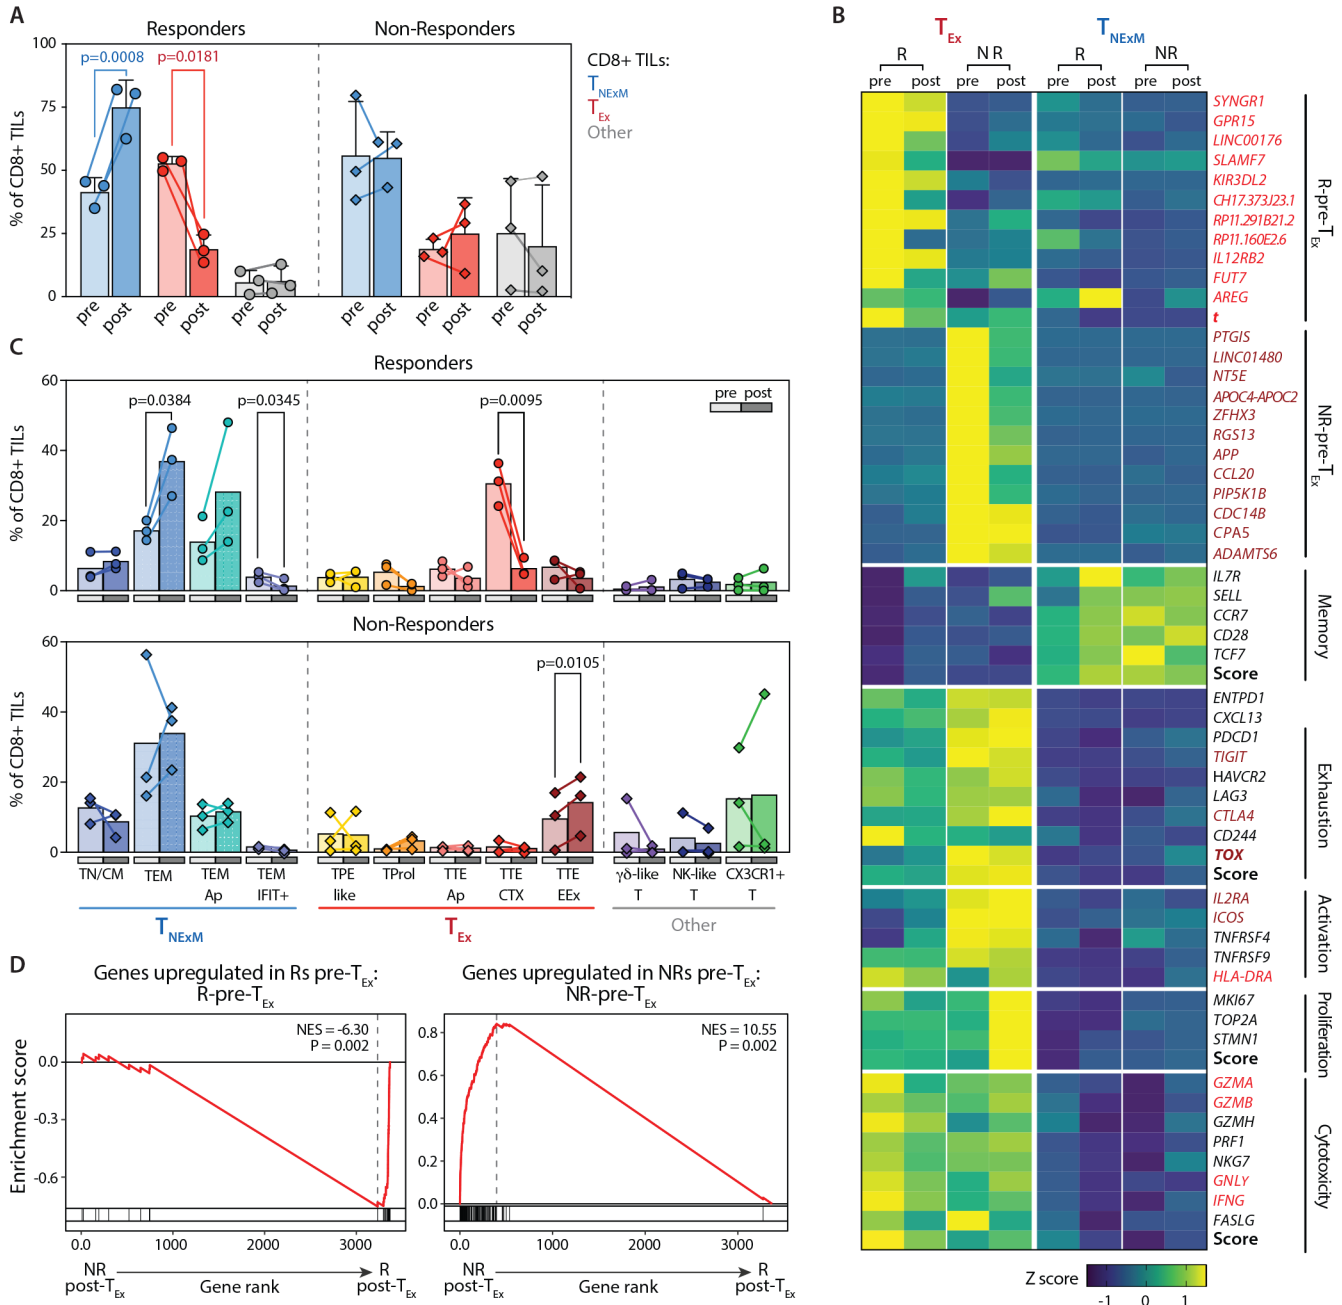 A
Responders
Non-Responders
100
75
50
25
0
% of CD8+ TILs
p=0.0008
p=0.0181
pre
post
pre
post
pre
post
pre
post
pre
post
pre
post
CD8+ TILs:
TNExM
TEx
Other
B
TEx
TNExM
R
N R
R
NR
pre
post
pre
post
pre
post
pre
post
SYNGR1
GPR15
LINC00176
SLAMF7
KIR3DL2
CH17.373J23.1
RP11.291B21.2
RP11.160E2.6
IL12RB2
FUT7
AREG
t
R-pre-TEx
PTGIS
LINC01480
NT5E
APOC4-APOC2
ZFHX3
RGS13
APP
CCL20
PIP5K1B
CDC14B
CPA5
ADAMTS6
NR-pre-TEx
IL7R
SELL
CCR7
CD28
TCF7
Score
Memory
ENTPD1
CXCL13
PDCD1
TIGIT
HAVCR2
LAG3
CTLA4
CD244
TOX
Score
Exhaustion
IL2RA
ICOS
TNFRSF4
TNFRSF9
HLA-DRA
Activation
MKI67
TOP2A
STMN1
Score
Proliferation
GZMA
GZMB
GZMH
PRF1
NKG7
GNLY
IFNG
FASLG
Score
Cytotoxicity
Z score
-1
0
1
C
Responders
60
40
20
0
% of CD8+ TILs
p=0.0384
p=0.0345
p=0.0095
pre post
Non-Responders
60
40
20
0
% of CD8+ TILs
p=0.0105
TN/CM
TEM
TEM
Ap
TEM
IFIT+
TPE
like
TProl
TTE
Ap
TTE
CTX
TTE
EEx
γδ-like
T
NK-like
T
CX3CR1+
T
TNExM
TEx
Other
D
Genes upregulated in Rs pre-TEx:
R-pre-TEx
NES = -6.30
P = 0.002
0.0
-0.3
-0.6
Enrichment score
0.0
1000
2000
3000
NR
post-TEx
Gene rank
R
post-TEx
Genes upregulated in NRs pre-TEx:
NR-pre-TEx
NES = 10.55
P = 0.002
0.8
0.6
0.4
0.2
0.0
0.0
1000
2000
3000
NR
post-TEx
Gene rank
R
post-TEx